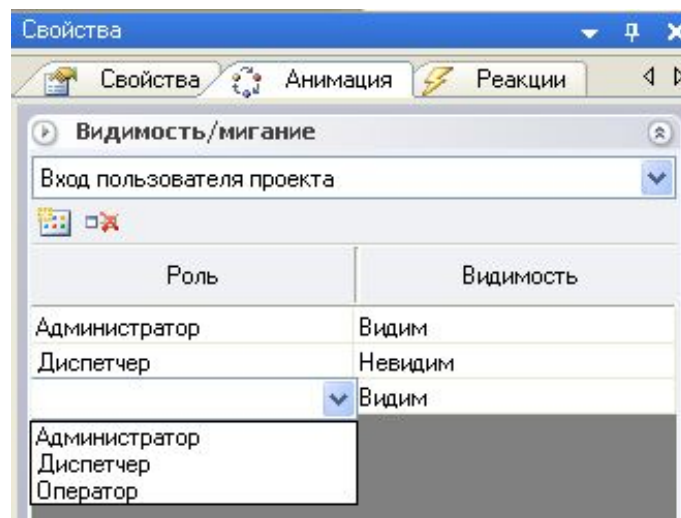 Свойства
Свойства Анимация Реакции
Видимость/мигание
Вход пользователя проекта
Роль Видимость
Администратор Видим
Диспетчер Невидим
Видим
Администратор
Диспетчер
Оператор